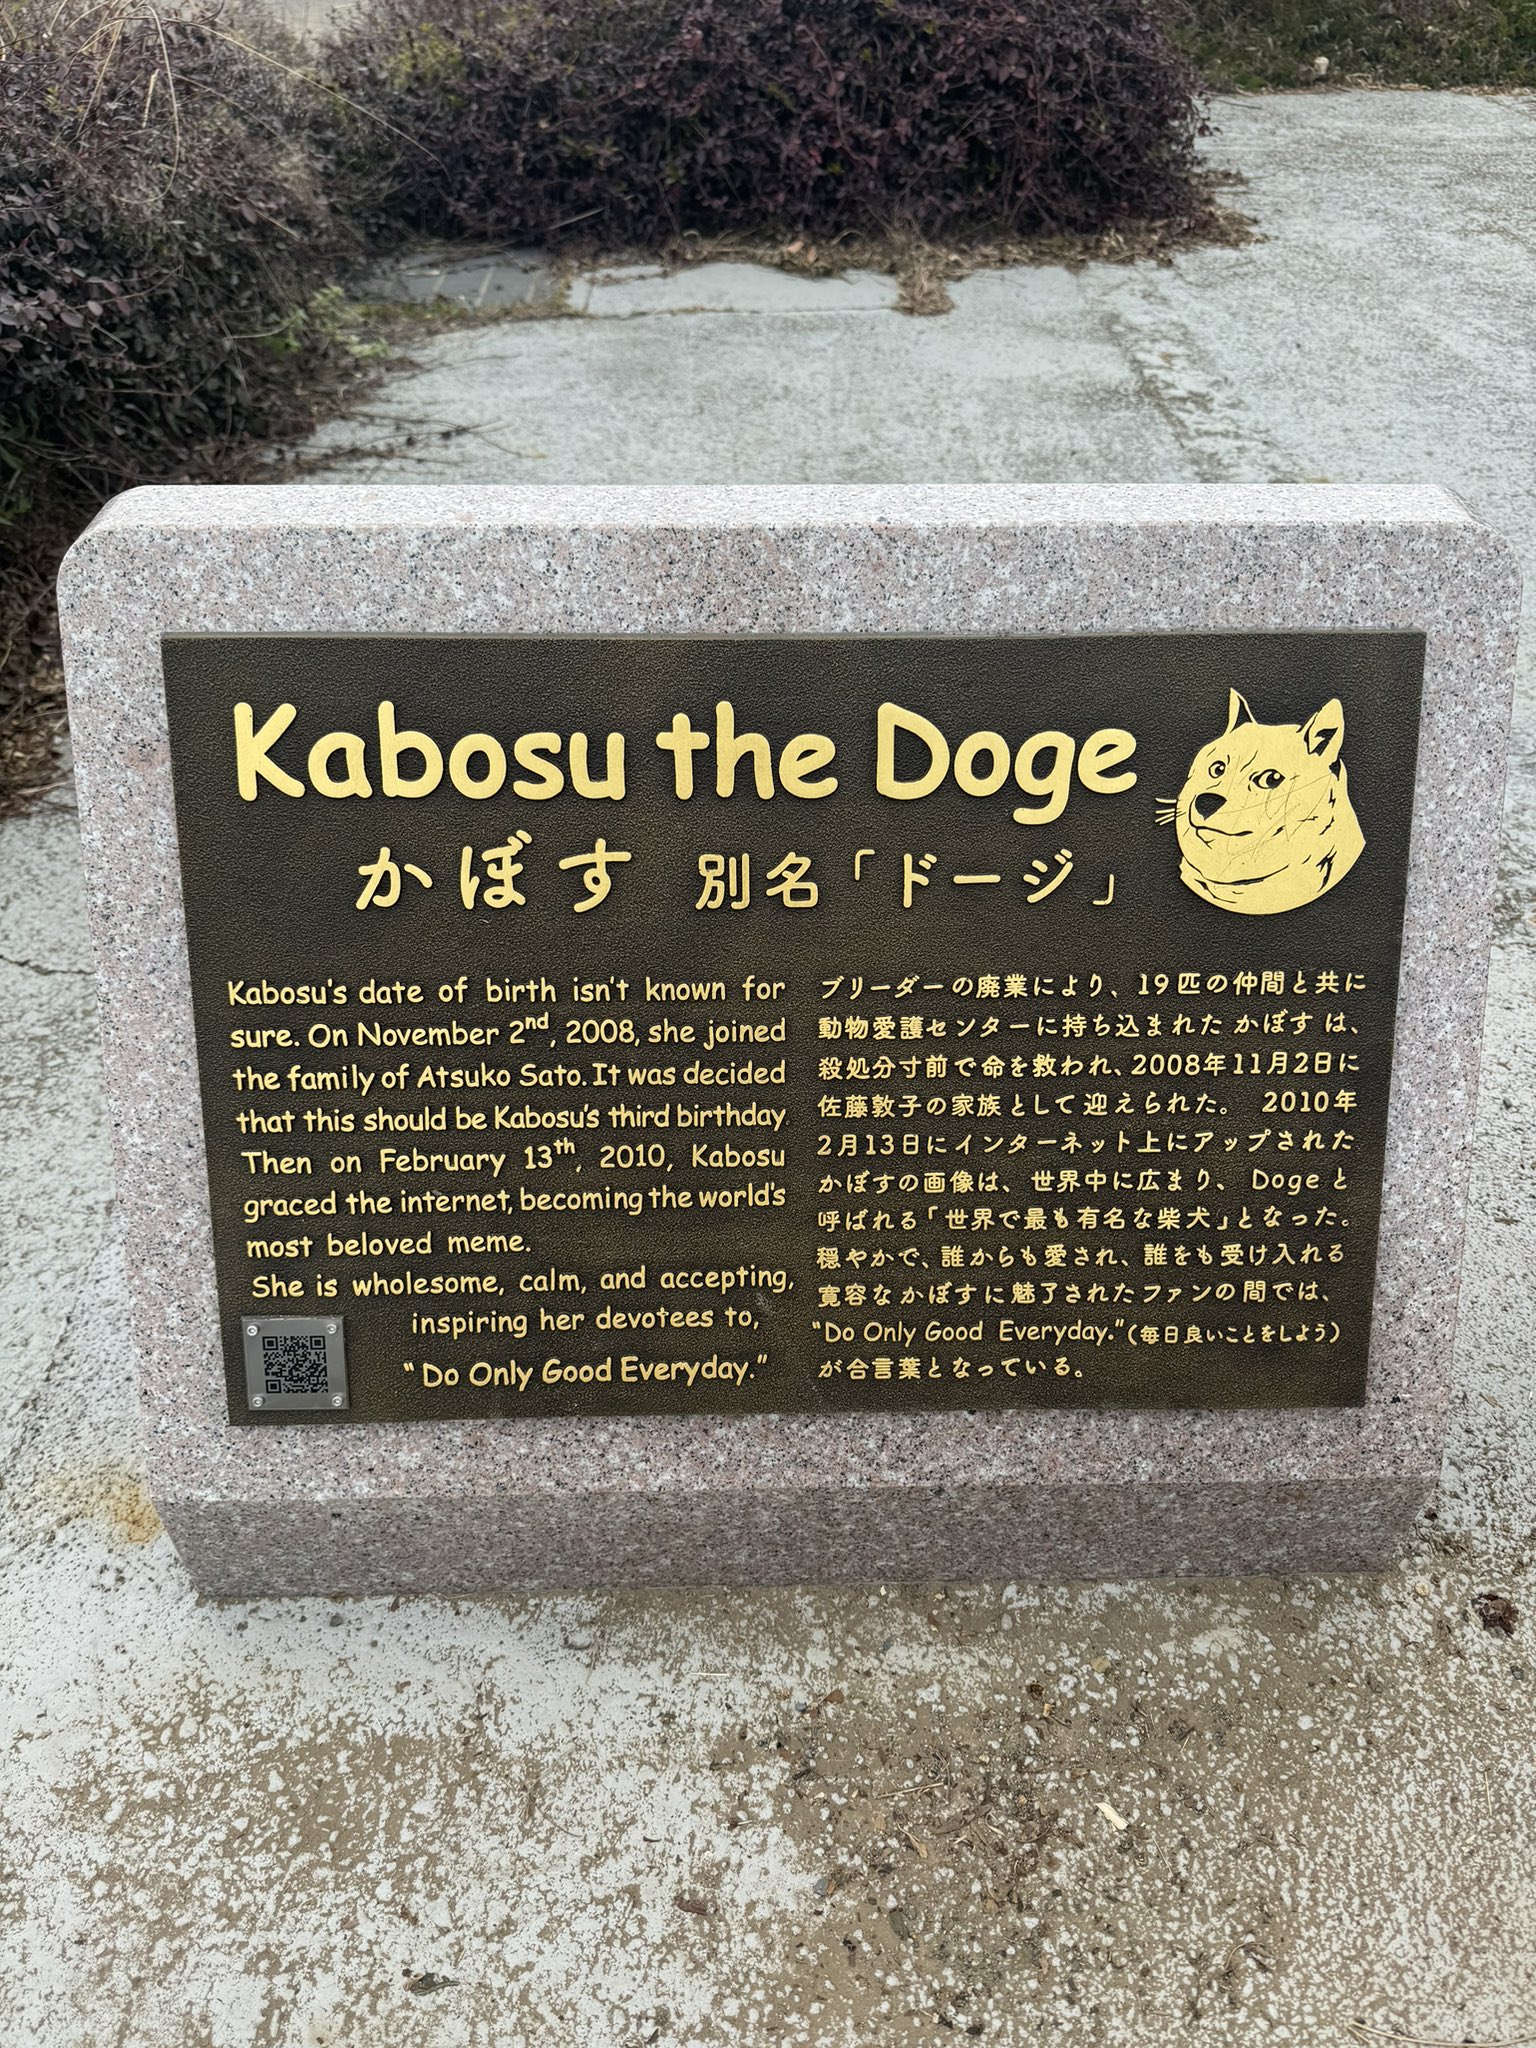 Kabosu the Doge
かぼす 別名「ドージ」
Kabosu's date of birth isn't known for
sure. On November 2nd, 2008, she joined
the family of Atsuko Sato. It was decided
that this should be Kabosu's third birthday.
Then on February 13th, 2010, Kabosu
graced the internet, becoming the world's
most beloved meme.
She is wholesome, calm, and accepting,
inspiring her devotees to,
“Do Only Good Everyday.”
ブリーダーの廃業により、19匹の仲間と共に
動物愛護センターに持ち込まれた かぼす は、
殺処分寸前で命を救われ、2008年11月2日に
佐藤敦子の家族として迎えられた。 2010年
2月13日にインターネット上にアップされた
かぼすの画像は、世界中に広まり、 Dogeと
呼ばれる「世界で最も有名な柴犬」となった。
穏やかで、誰からも愛され、誰をも受け入れる
寛容なかぼすに魅了されたファンの間では、
“Do Only Good Everyday.”(毎日良いことをしよう)
が合言葉となっている。